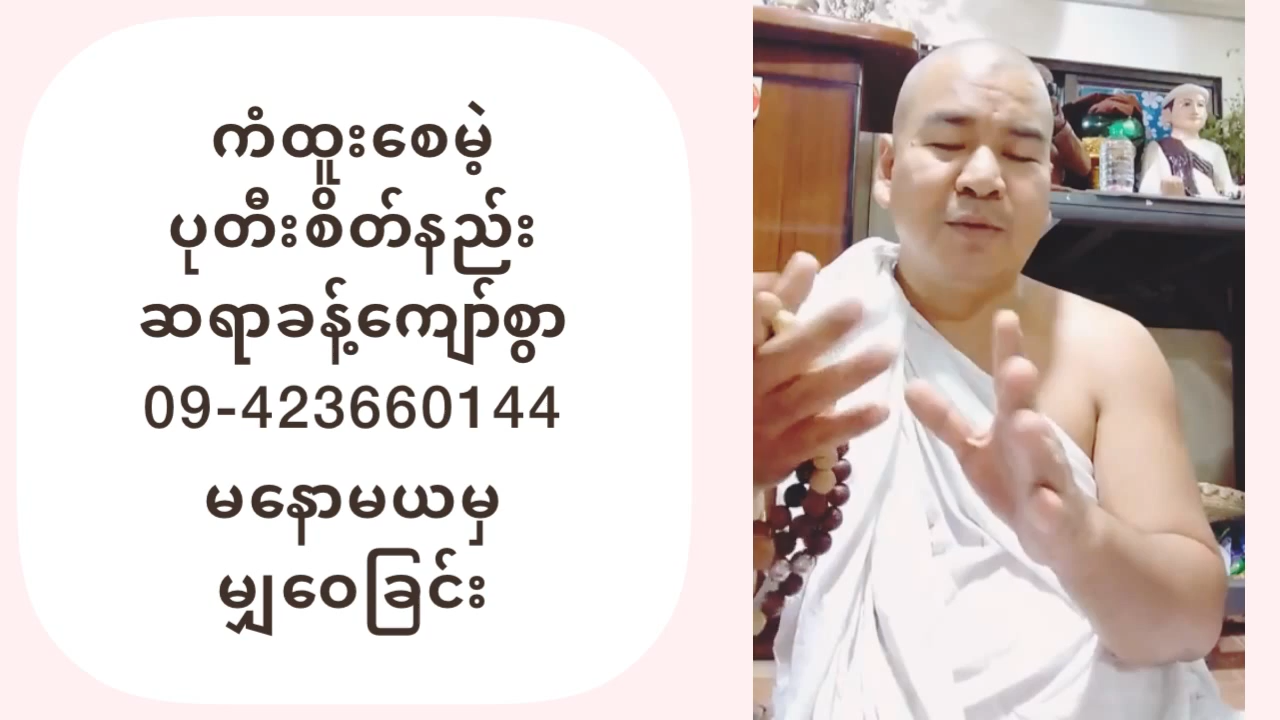 ကံထူးစေမဲ့
ပုတီးစိတ်နည်း
ဆရာခန့်ကျော်စွာ
09-423660144
မနောမယမှ
မျှဝေခြင်း